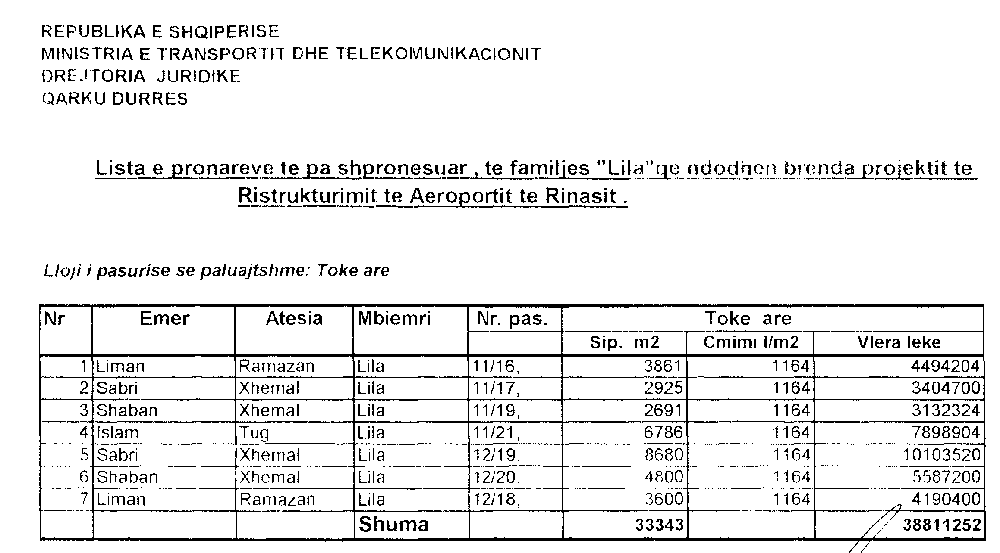 REPUBLIKA E SHQIPERISE
MINISTRIA E TRANSPORTIT DHE TELEKOMUNIKACIONIT
DREJTORIA JURIDIKE
QARKU DURRES
Lista e pronareve te pa shpronesuar , te familjes "Lila"qe ndodhen brenda projektit te
Ristrukturimit te Aeroportit te Rinasit .
Lloji i pasurise se paluajtshme: Toke are
Nr Emer Atesia Mbiemri Nr. pas. Toke are
Sip. m2 Cmimi l/m2 Vlera leke
1 Liman Ramazan Lila 11/16, 3861 1164 4494204
2 Sabri Xhemal Lila 11/17, 2925 1164 3404700
3 Shaban Xhemal Lila 11/19, 2691 1164 3132324
4 Islam Tug Lila 11/21, 6786 1164 7898904
5 Sabri Xhemal Lila 12/19, 8680 1164 10103520
6 Shaban Xhemal Lila 12/20, 4800 1164 5587200
7 Liman Ramazan Lila 12/18, 3600 1164 4190400
Shuma 33343 38811252